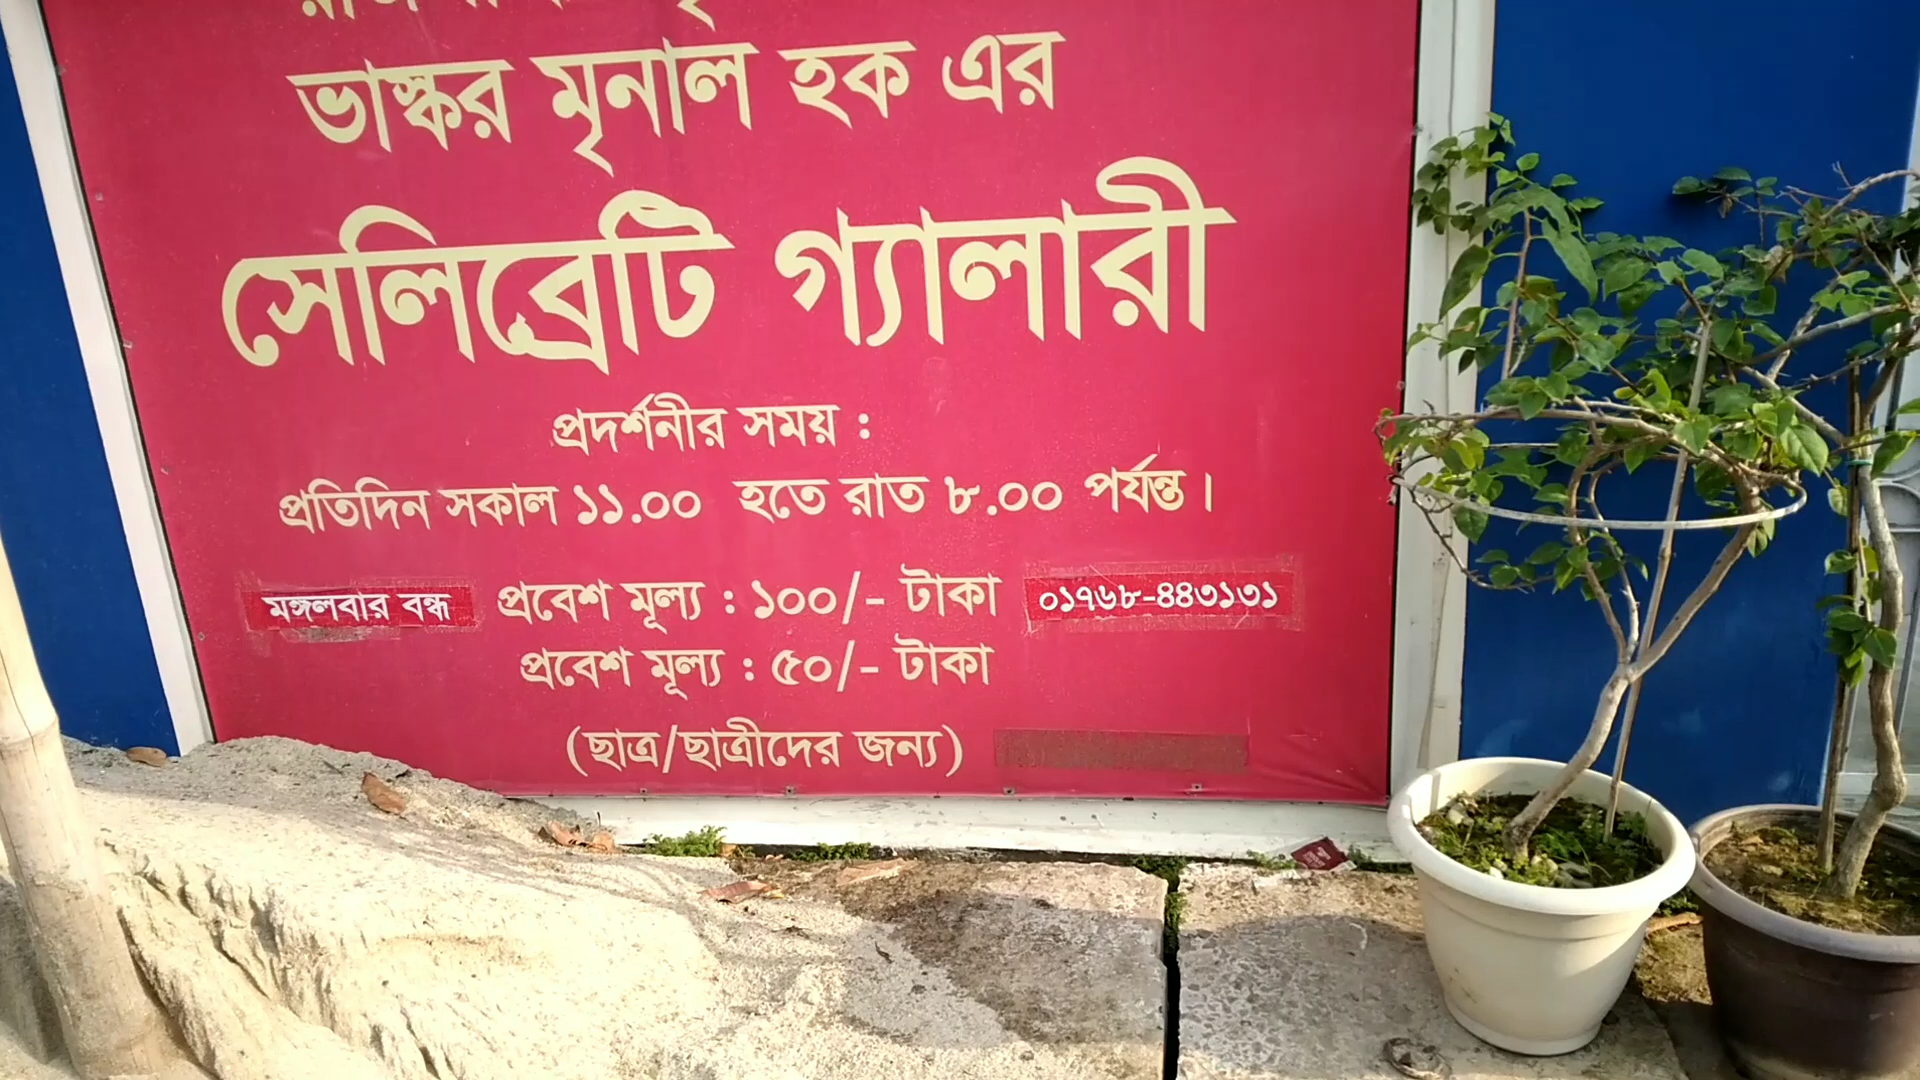 ভাস্কর মৃনাল হক এর
সেলিব্রেটি গ্যালারী
প্রদর্শনীর সময় :
প্রতিদিন সকাল ১১.০০ হতে রাত ৮.০০ পর্যন্ত।
মঙ্গলবার বন্ধ প্রবেশ মূল্য : ১০০/- টাকা ০১৭৬৮-৪৪৩১৩১
প্রবেশ মূল্য : ৫০/- টাকা
(ছাত্র/ছাত্রীদের জন্য)